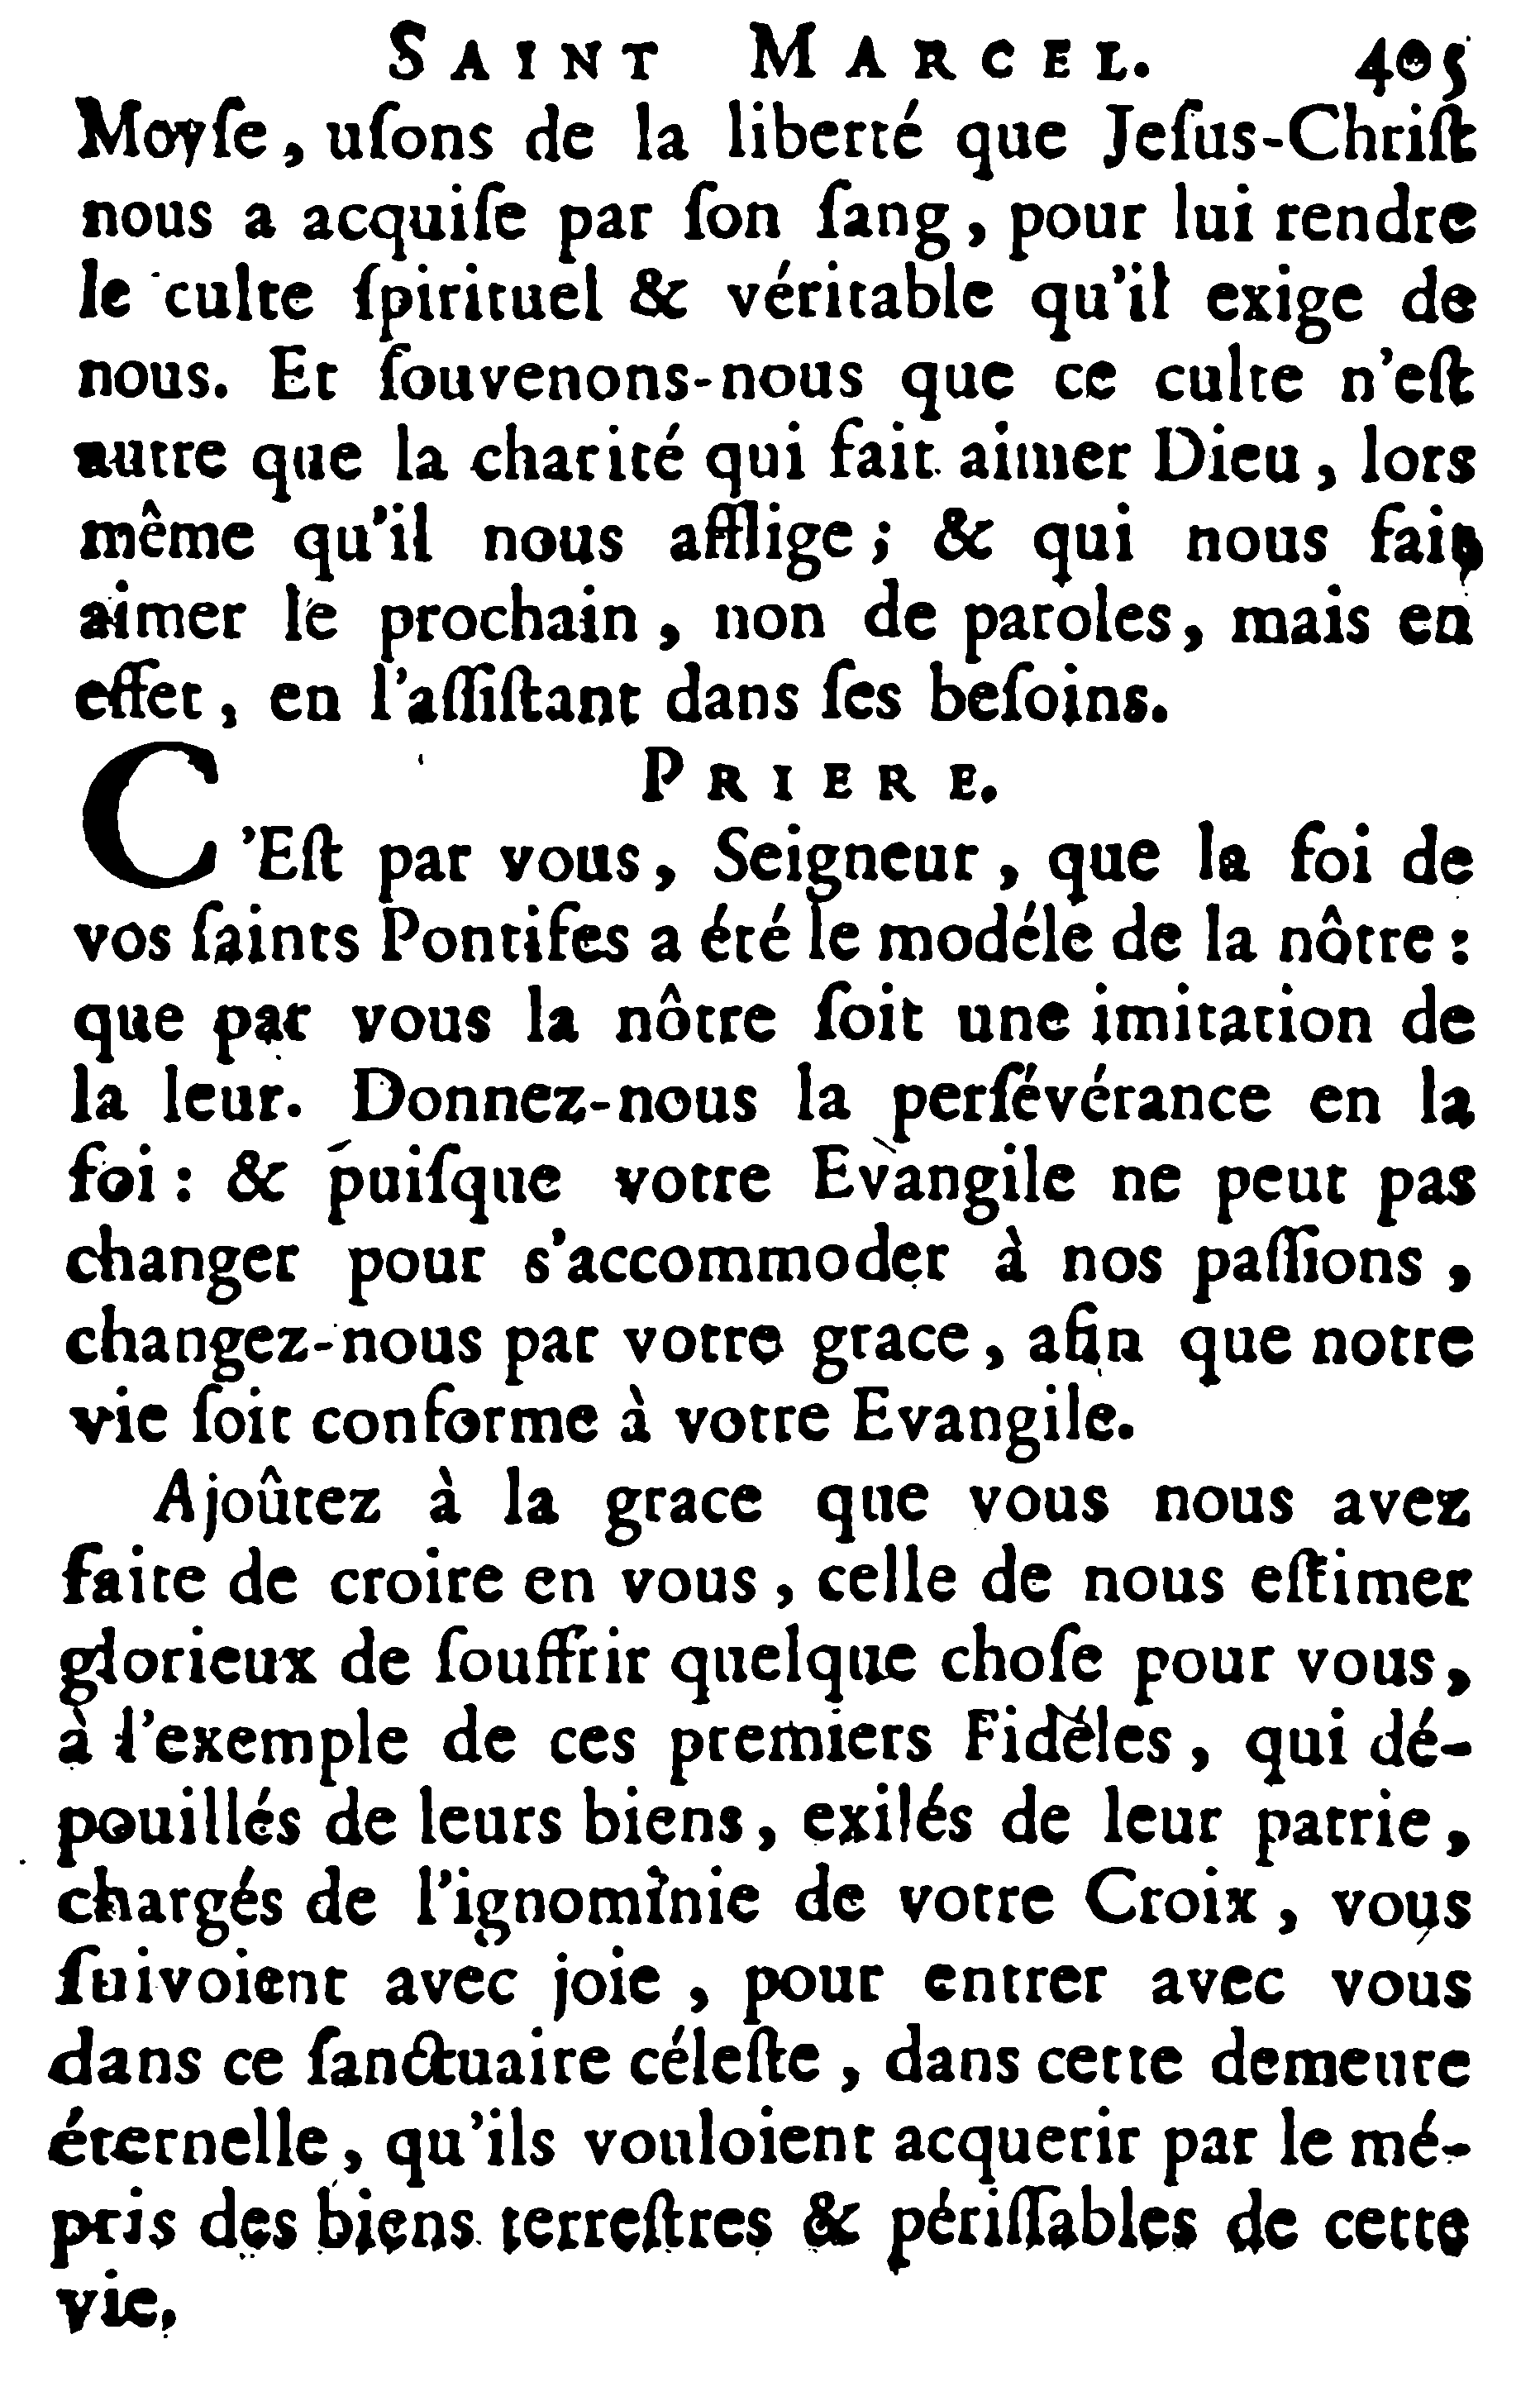 SAINT MARCEL. 405
Moyſe, uſons de la liberté que Jeſus-Chriſt
nous a acquiſe par ſon ſang, pour lui rendre
le culte ſpirituel & véritable qu'il exige de
nous. Et ſouvenons-nous que ce culte n'eſt
autre que la charité qui fait aimer Dieu, lors
même qu'il nous afflige; & qui nous fait
aimer le prochain, non de paroles, mais en
effet, en l'aſſiſtant dans ſes beſoins.
PRIERE.
C'Eſt par vous, Seigneur, que la foi de
vos ſaints Pontifes a été le modéle de la nôtre:
que par vous la nôtre ſoit une imitation de
la leur. Donnez-nous la perſévérance en la
foi: & puiſque votre Evangile ne peut pas
changer pour s'accommoder à nos paſſions,
changez-nous par votre grace, afin que notre
vie ſoit conforme à votre Evangile.
Ajoûtez à la grace que vous nous avez
faite de croire en vous, celle de nous eſtimer
glorieux de ſouffrir quelque choſe pour vous,
à l'exemple de ces premiers Fidéles, qui dé-
pouillés de leurs biens, exilés de leur patrie,
chargés de l'ignominie de votre Croix, vous
ſuivoient avec joie, pour entrer avec vous
dans ce ſanctuaire céleſte, dans cette demeure
éternelle, qu'ils vouloient acquerir par le mé-
pris des biens terreſtres & périſſables de cette
vie,